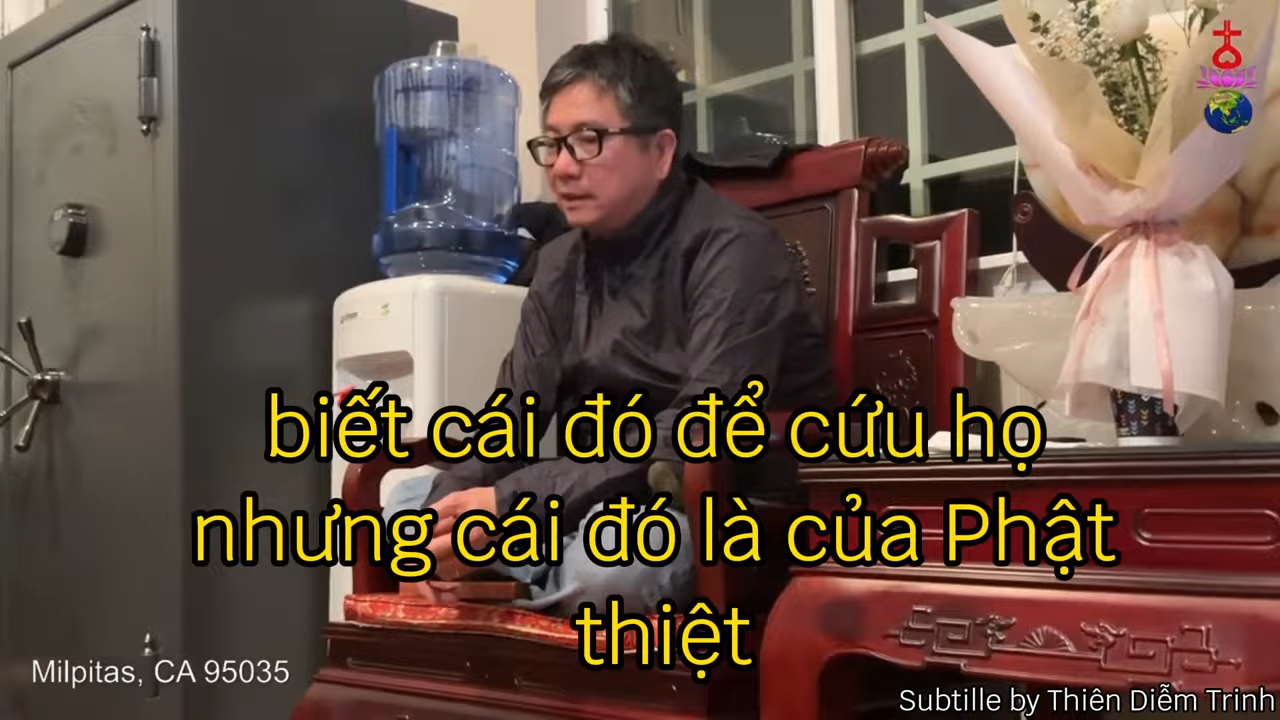 biết cái đó để cứu họ
nhưng cái đó là của Phật
thiệt
Milpitas, CA 95035
Subtille by Thiên Diễm Trinh